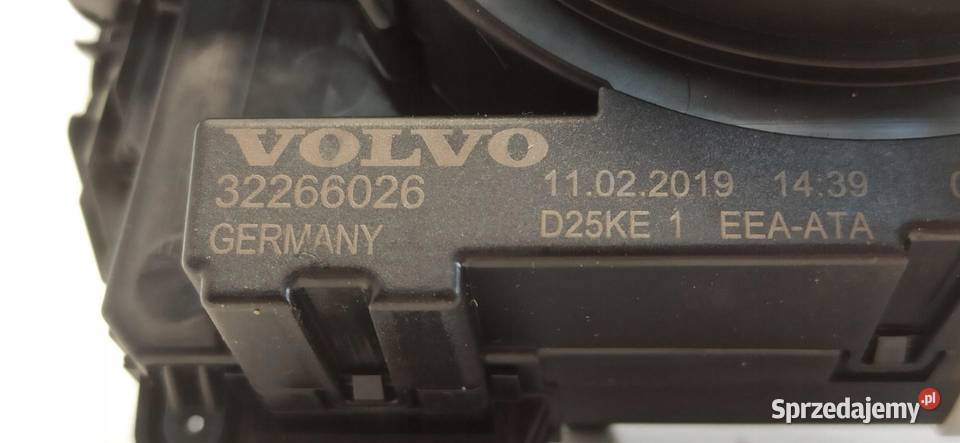 VOLVO
32266026 11.02.2019 14:39
GERMANY D25KE 1 EEA-ATA
Sprzedajemy.pl